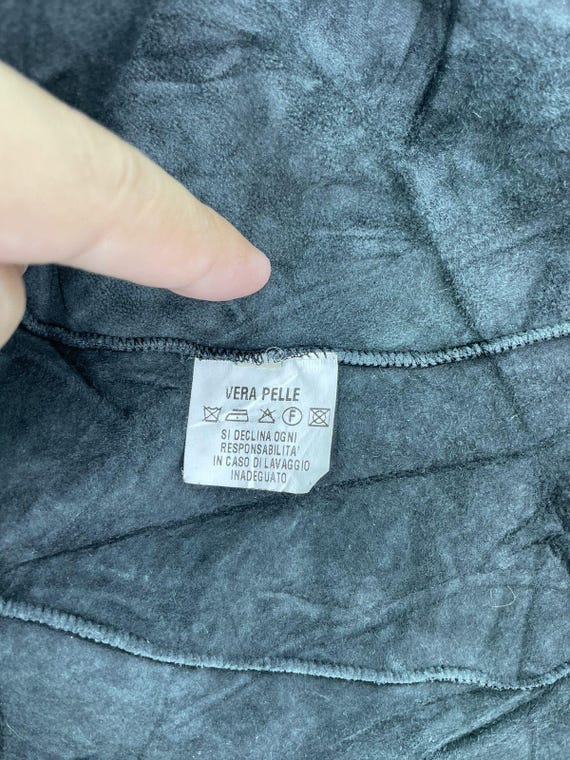 VERA PELLE
F
SI DECLINA OGNI
RESPONSABILITA'
IN CASO DI LAVAGGIO
INADEGUATO